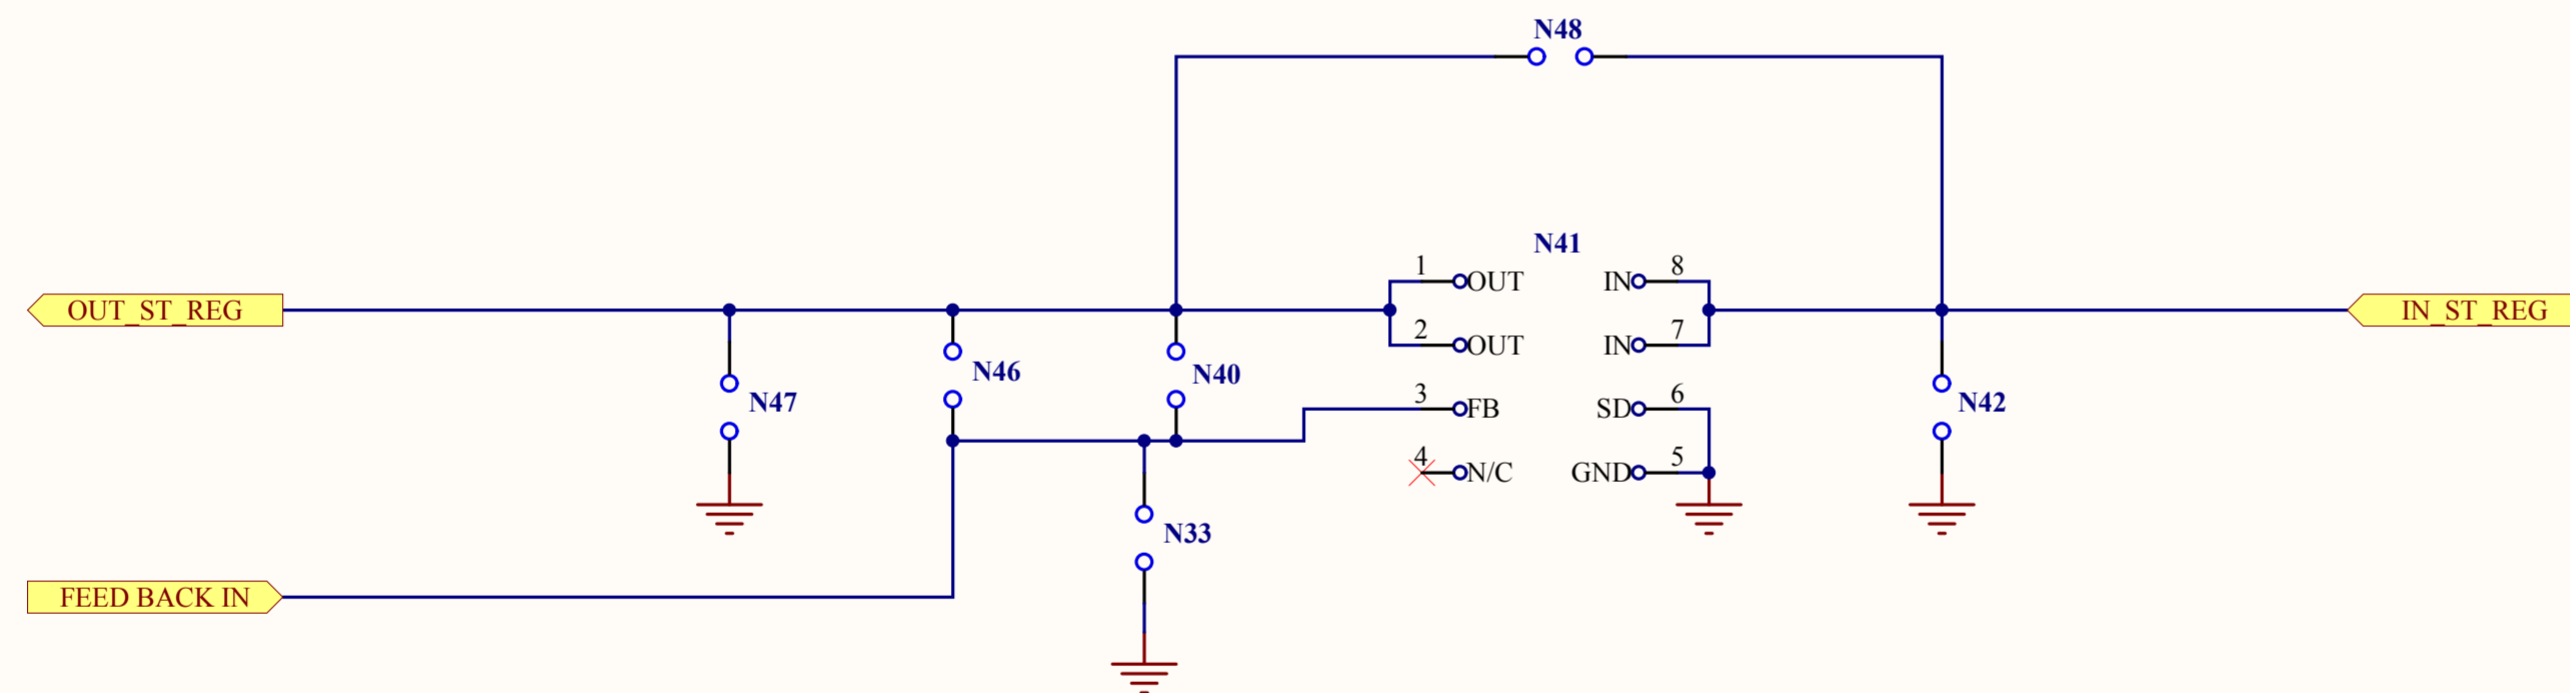 N48
N41
1 OUT IN 8
OUT_ST_REG IN_ST_REG
2 OUT IN 7
N46 N40
3 FB SD 6
N47 N42
4 N/C GND 5
N33
FEED BACK IN